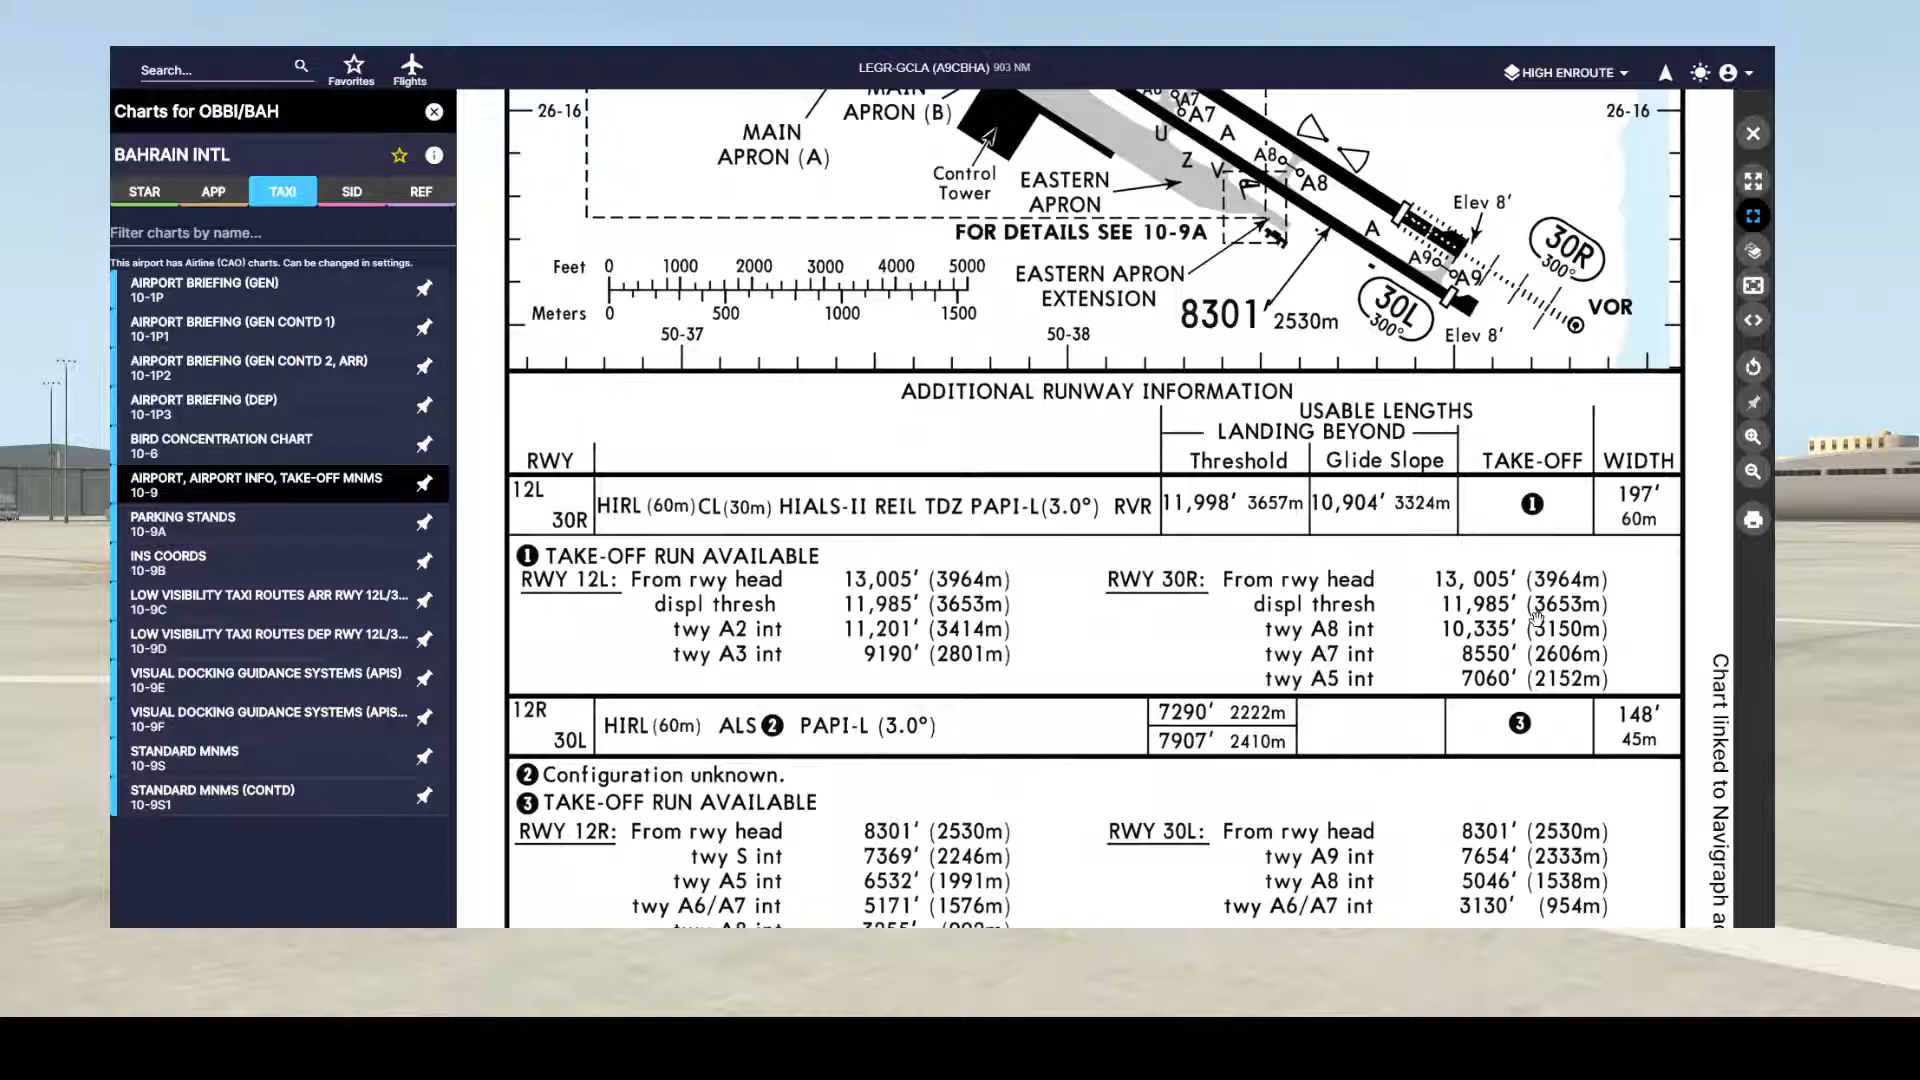 Search...
Favorites
Flights
LEGR-GCLA (A9CBHA) 903 NM
HIGH ENROUTE
Charts for OBBI/BAH
BAHRAIN INTL
STAR
APP
TAXI
SID
REF
Filter charts by name...
This airport has Airline (CAO) charts. Can be changed in settings.
AIRPORT BRIEFING (GEN)
10-1P
AIRPORT BRIEFING (GEN CONTD 1)
10-1P1
AIRPORT BRIEFING (GEN CONTD 2, ARR)
10-1P2
AIRPORT BRIEFING (DEP)
10-1P3
BIRD CONCENTRATION CHART
10-6
AIRPORT, AIRPORT INFO, TAKE-OFF MNMS
10-9
PARKING STANDS
10-9A
INS COORDS
10-9B
LOW VISIBILITY TAXI ROUTES ARR RWY 12L/3...
10-9C
LOW VISIBILITY TAXI ROUTES DEP RWY 12L/3...
10-9D
VISUAL DOCKING GUIDANCE SYSTEMS (APIS)
10-9E
VISUAL DOCKING GUIDANCE SYSTEMS (APIS...
10-9F
STANDARD MNMS
10-9S
STANDARD MNMS (CONTD)
10-9S1
26-16
MAIN
APRON (B)
MAIN
APRON (A)
A7
A7
U
A
Z
V
A8
A8
26-16
Control
Tower
EASTERN
APRON
Elev 8'
A
30R
300°
FOR DETAILS SEE 10-9A
A9
A9
Feet 0 1000 2000 3000 4000 5000
EASTERN APRON
EXTENSION
Meters 0 500 1000 1500
8301' 2530m
30L
300°
VOR
Elev 8'
50-37
50-38
ADDITIONAL RUNWAY INFORMATION
USABLE LENGTHS
LANDING BEYOND
RWY Threshold Glide Slope TAKE-OFF WIDTH
12L
30R
HIRL (60m) CL (30m) HIALS-II REIL TDZ PAPI-L (3.0°) RVR
11,998' 3657m 10,904' 3324m 1
197'
60m
1 TAKE-OFF RUN AVAILABLE
RWY 12L: From rwy head 13,005' (3964m) RWY 30R: From rwy head 13, 005' (3964m)
displ thresh 11,985' (3653m) displ thresh 11,985' (3653m)
twy A2 int 11,201' (3414m) twy A8 int 10,335' (3150m)
twy A3 int 9190' (2801m) twy A7 int 8550' (2606m)
twy A5 int 7060' (2152m)
12R
30L
HIRL (60m) ALS 2 PAPI-L (3.0°)
7290' 2222m
7907' 2410m
3
148'
45m
2 Configuration unknown.
3 TAKE-OFF RUN AVAILABLE
RWY 12R: From rwy head 8301' (2530m) RWY 30L: From rwy head 8301' (2530m)
twy S int 7369' (2246m) twy A9 int 7654' (2333m)
twy A5 int 6532' (1991m) twy A8 int 5046' (1538m)
twy A6/A7 int 5171' (1576m) twy A6/A7 int 3130' (954m)
Chart linked to Navigraph